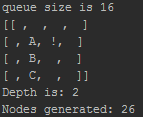 queue size is 16
[[ , , , ]
[ , A, !, ]
[ , B, , ]
[ , C, , ]]
Depth is: 2
Nodes generated: 26